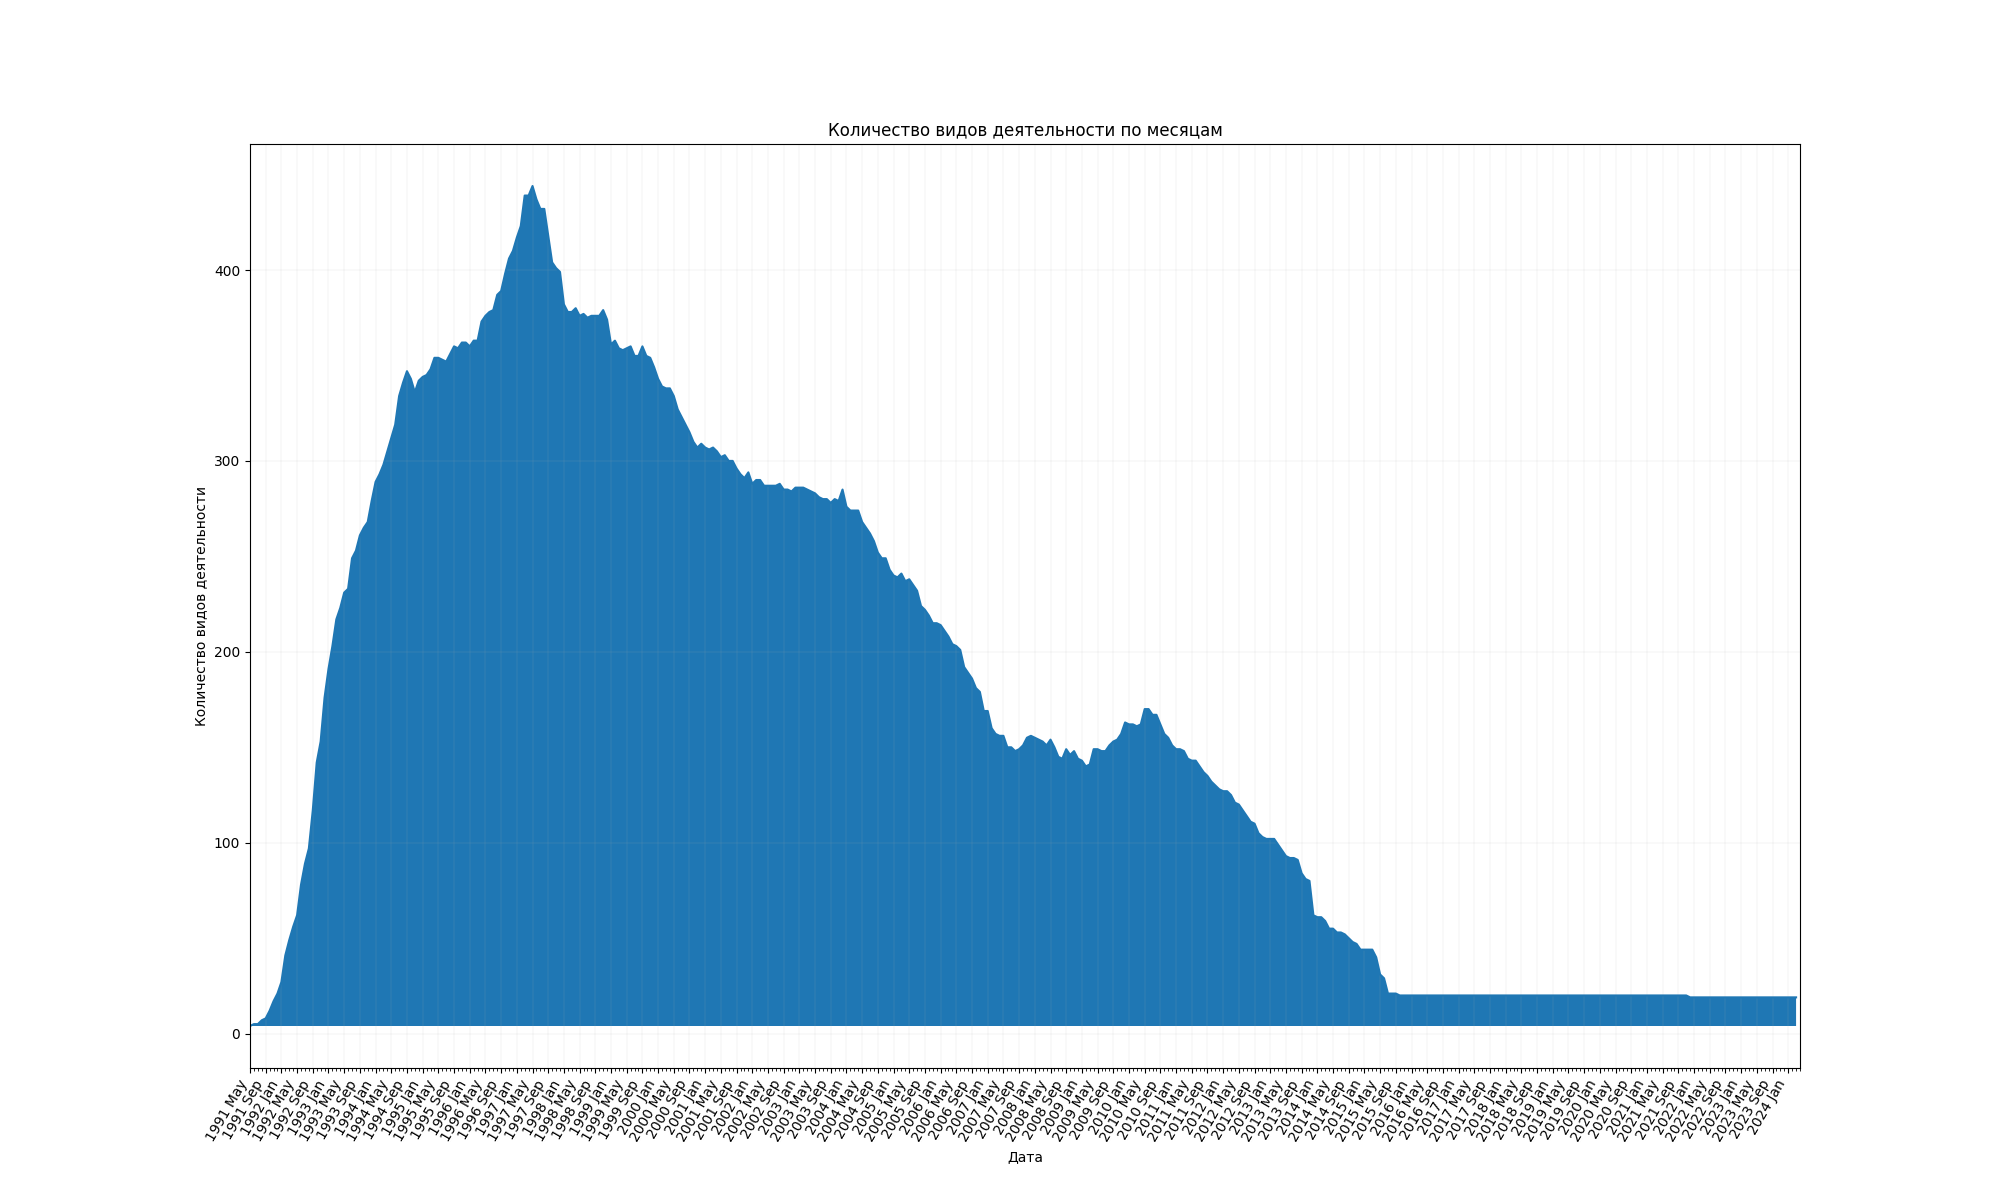 Количество видов деятельности по месяцам
Количество видов деятельности
400
300
200
100
0
1991 May
1991 Sep
1992 Jan
1992 May
1992 Sep
1993 Jan
1993 May
1993 Sep
1994 Jan
1994 May
1994 Sep
1995 Jan
1995 May
1995 Sep
1996 Jan
1996 May
1996 Sep
1997 Jan
1997 May
1997 Sep
1998 Jan
1998 May
1998 Sep
1999 Jan
1999 May
1999 Sep
2000 Jan
2000 May
2000 Sep
2001 Jan
2001 May
2001 Sep
2002 Jan
2002 May
2002 Sep
2003 Jan
2003 May
2003 Sep
2004 Jan
2004 May
2004 Sep
2005 Jan
2005 May
2005 Sep
2006 Jan
2006 May
2006 Sep
2007 Jan
2007 May
2007 Sep
2008 Jan
2008 May
2008 Sep
2009 Jan
2009 May
2009 Sep
2010 Jan
2010 May
2010 Sep
2011 Jan
2011 May
2011 Sep
2012 Jan
2012 May
2012 Sep
2013 Jan
2013 May
2013 Sep
2014 Jan
2014 May
2014 Sep
2015 Jan
2015 May
2015 Sep
2016 Jan
2016 May
2016 Sep
2017 Jan
2017 May
2017 Sep
2018 Jan
2018 May
2018 Sep
2019 Jan
2019 May
2019 Sep
2020 Jan
2020 May
2020 Sep
2021 Jan
2021 May
2021 Sep
2022 Jan
2022 May
2022 Sep
2023 Jan
2023 May
2023 Sep
2024 Jan
Дата